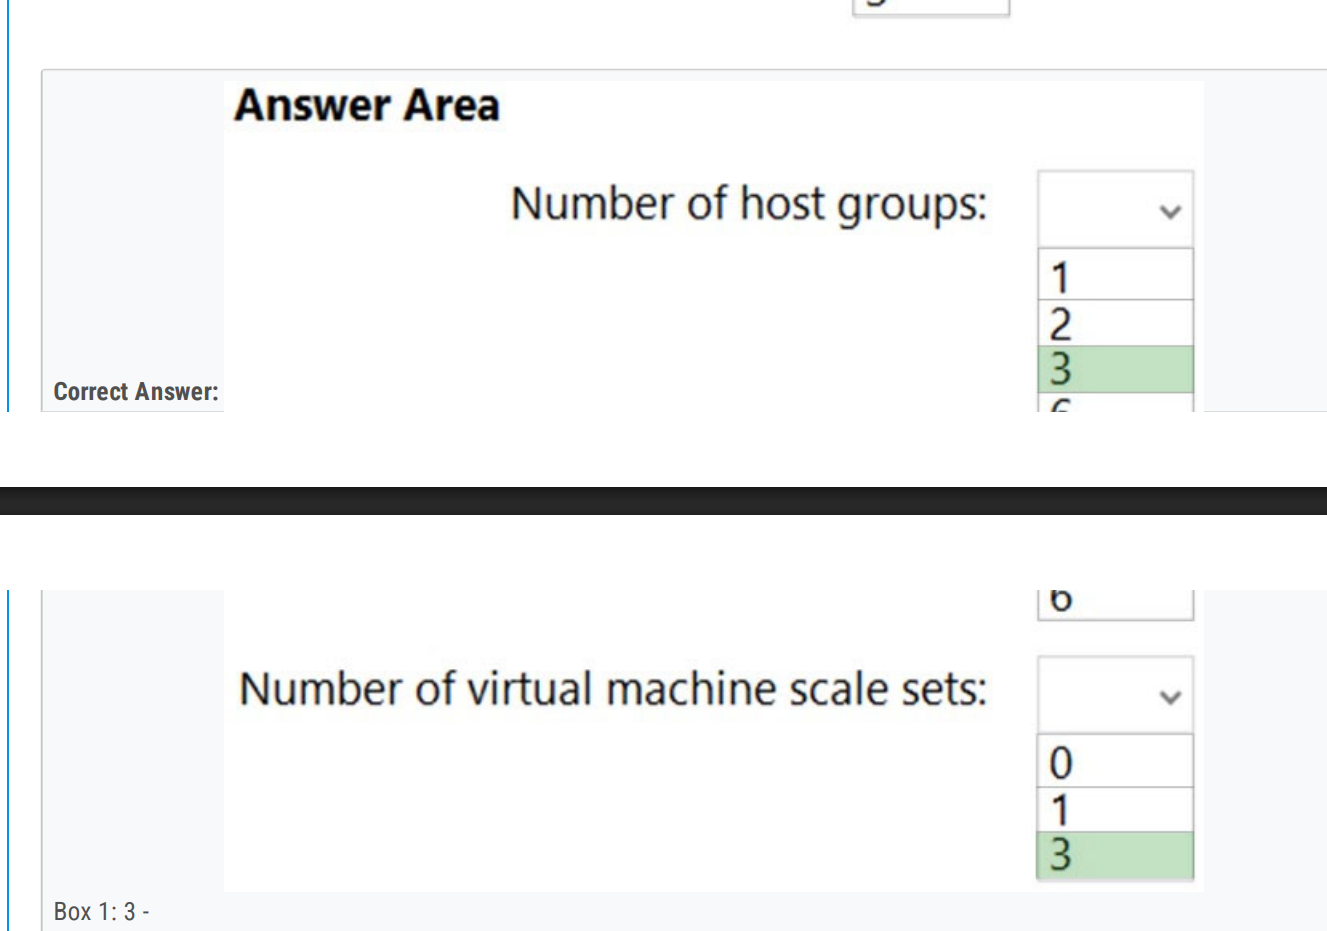 Answer Area
Number of host groups:
1
2
3
Correct Answer:
6
Number of virtual machine scale sets:
0
1
3
Box 1: 3 -